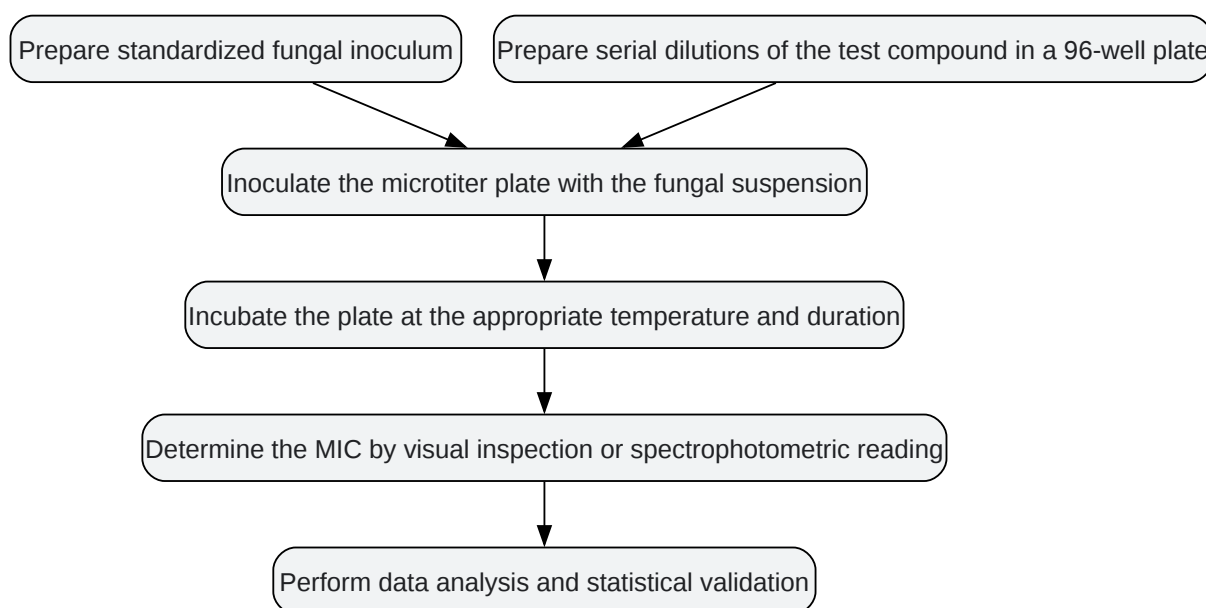 Prepare standardized fungal inoculum
Prepare serial dilutions of the test compound in a 96-well plate
Inoculate the microtiter plate with the fungal suspension
Incubate the plate at the appropriate temperature and duration
Determine the MIC by visual inspection or spectrophotometric reading
Perform data analysis and statistical validation